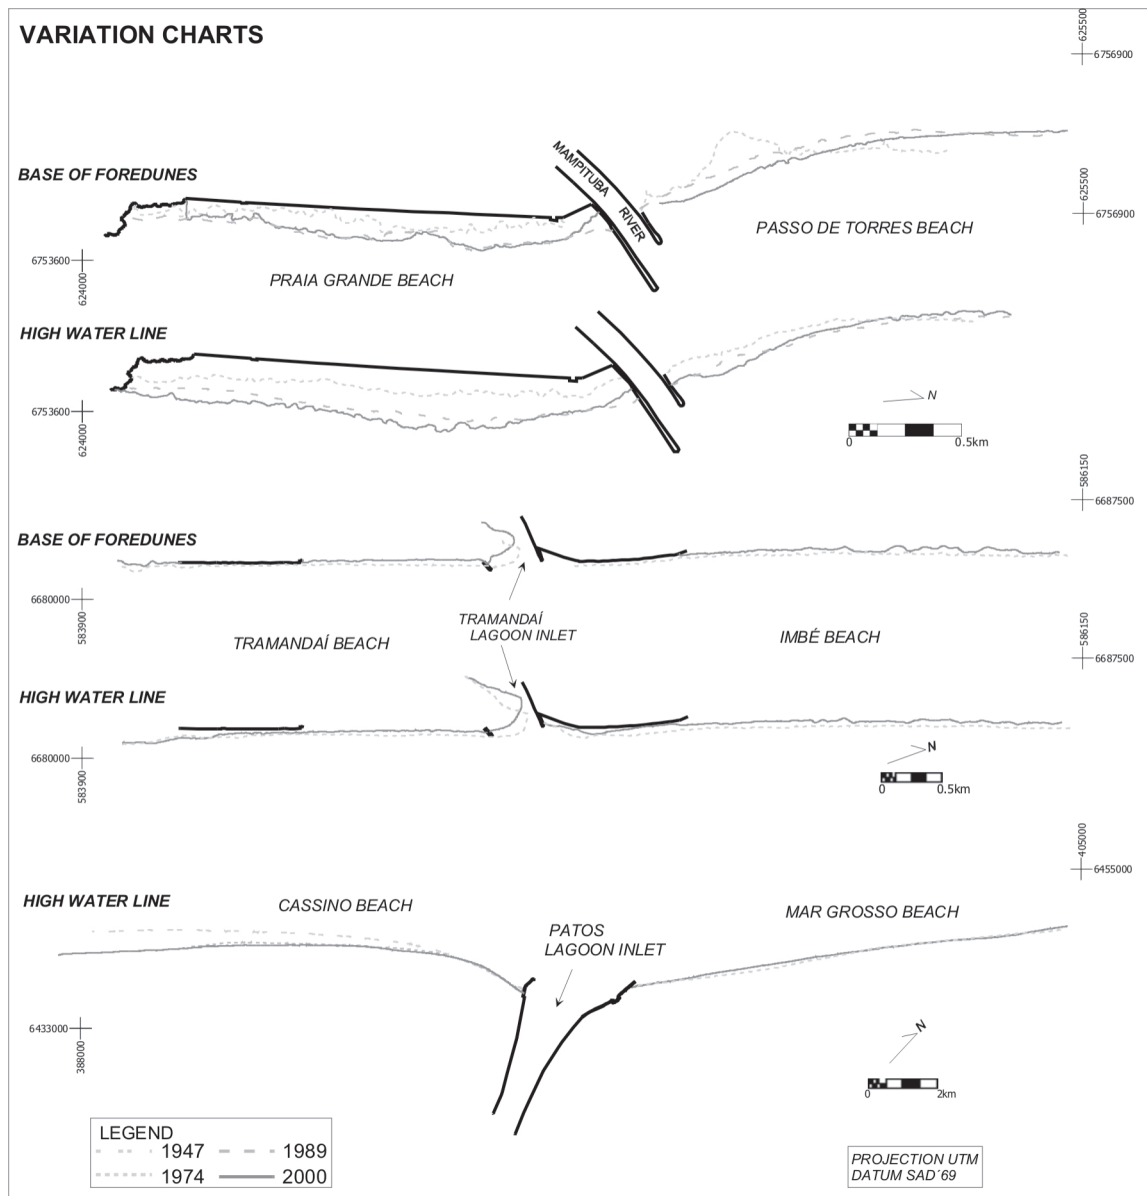 VARIATION CHARTS
625500
6756900
BASE OF FOREDUNES
MAMPITUBA
RIVER
625500
6756900
PASSO DE TORRES BEACH
6753600
624000
PRAIA GRANDE BEACH
HIGH WATER LINE
N
6753600
624000
0 0.5km
586150
6687500
BASE OF FOREDUNES
6680000
583900
TRAMANDAÍ
LAGOON INLET
TRAMANDAÍ BEACH
IMBÉ BEACH
586150
6687500
HIGH WATER LINE
6680000
583900
N
0 0.5km
405000
6455000
HIGH WATER LINE
CASSINO BEACH
MAR GROSSO BEACH
PATOS
LAGOON INLET
6433000
388000
N
0 2km
LEGEND
1947 1989
1974 2000
PROJECTION UTM
DATUM SAD´69